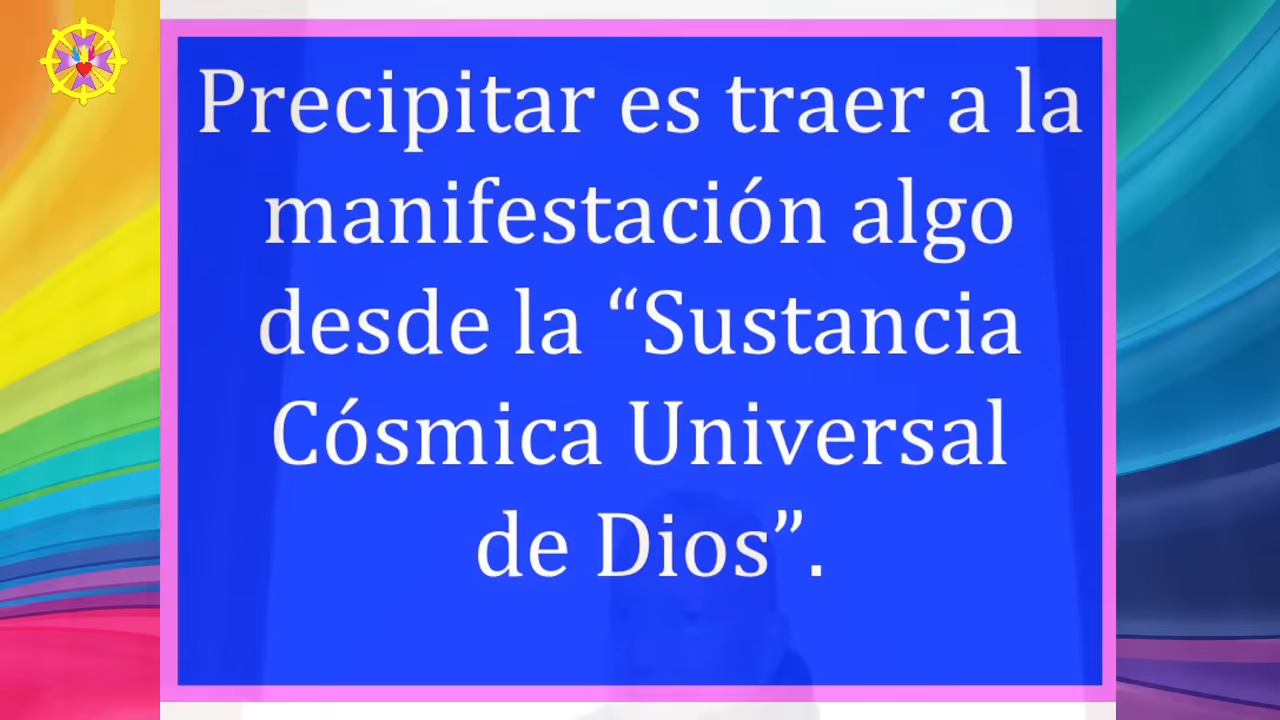 Precipitar es traer a la
manifestación algo
desde la “Sustancia
Cósmica Universal
de Dios”.